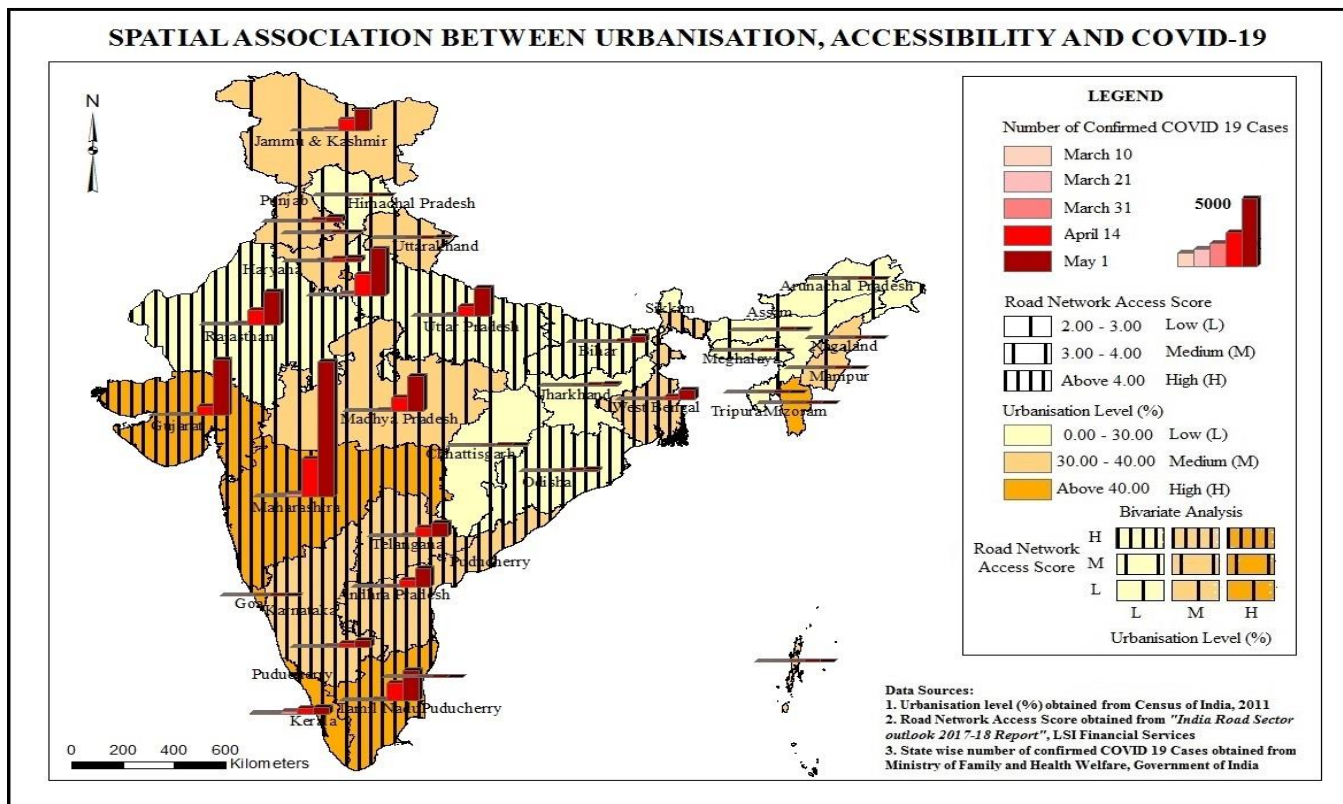 SPATIAL ASSOCIATION BETWEEN URBANISATION, ACCESSIBILITY AND COVID-19
N
Jammu & Kashmir
Punjab
Himachal Pradesh
Uttarakhand
Haryana
Arunachal Pradesh
Sikkim
Assam
Rajasthan
Uttar Pradesh
Bihar
Meghalaya
Nagaland
Manipur
Jharkhand
West Bengal
Tripura
Mizoram
Gujarat
Madhya Pradesh
Chhattisgarh
Odisha
Maharashtra
Telangana
Puducherry
Andhra Pradesh
Goa
Karnataka
Puducherry
Tamil Nadu
Puducherry
Kerala
0 200 400 600
Kilometers
LEGEND
Number of Confirmed COVID 19 Cases
March 10
March 21
March 31
April 14
May 1
5000
Road Network Access Score
2.00 - 3.00 Low (L)
3.00 - 4.00 Medium (M)
Above 4.00 High (H)
Urbanisation Level (%)
0.00 - 30.00 Low (L)
30.00 - 40.00 Medium (M)
Above 40.00 High (H)
Bivariate Analysis
Road Network
Access Score
H
M
L
L M H
Urbanisation Level (%)
Data Sources:
1. Urbanisation level (%) obtained from Census of India, 2011
2. Road Network Access Score obtained from "India Road Sector
outlook 2017-18 Report", LSI Financial Services
3. State wise number of confirmed COVID 19 Cases obtained from
Ministry of Family and Health Welfare, Government of India